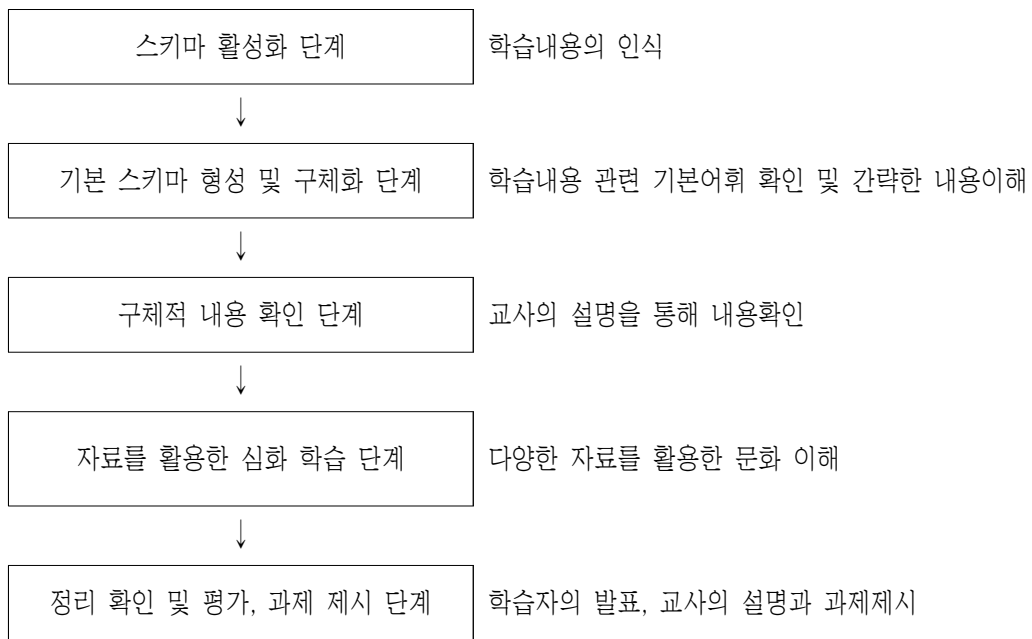 스키마 활성화 단계 학습내용의 인식
↓
기본 스키마 형성 및 구체화 단계 학습내용 관련 기본어휘 확인 및 간략한 내용이해
↓
구체적 내용 확인 단계 교사의 설명을 통해 내용확인
↓
자료를 활용한 심화 학습 단계 다양한 자료를 활용한 문화 이해
↓
정리 확인 및 평가, 과제 제시 단계 학습자의 발표, 교사의 설명과 과제제시